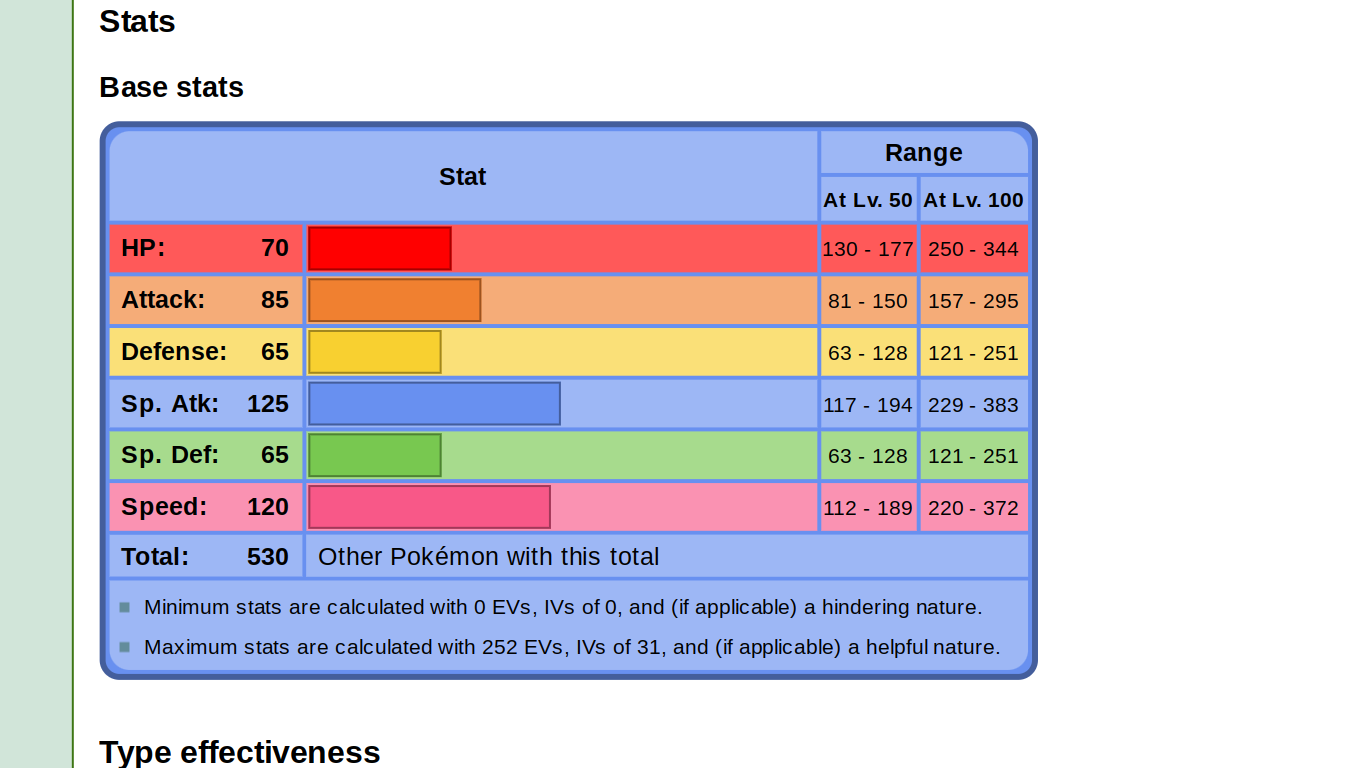 Stats
Base stats
Stat
Range
At Lv. 50 At Lv. 100
HP: 70 130 - 177 250 - 344
Attack: 85 81 - 150 157 - 295
Defense: 65 63 - 128 121 - 251
Sp. Atk: 125 117 - 194 229 - 383
Sp. Def: 65 63 - 128 121 - 251
Speed: 120 112 - 189 220 - 372
Total: 530 Other Pokémon with this total
Minimum stats are calculated with 0 EVs, IVs of 0, and (if applicable) a hindering nature.
Maximum stats are calculated with 252 EVs, IVs of 31, and (if applicable) a helpful nature.
Type effectiveness